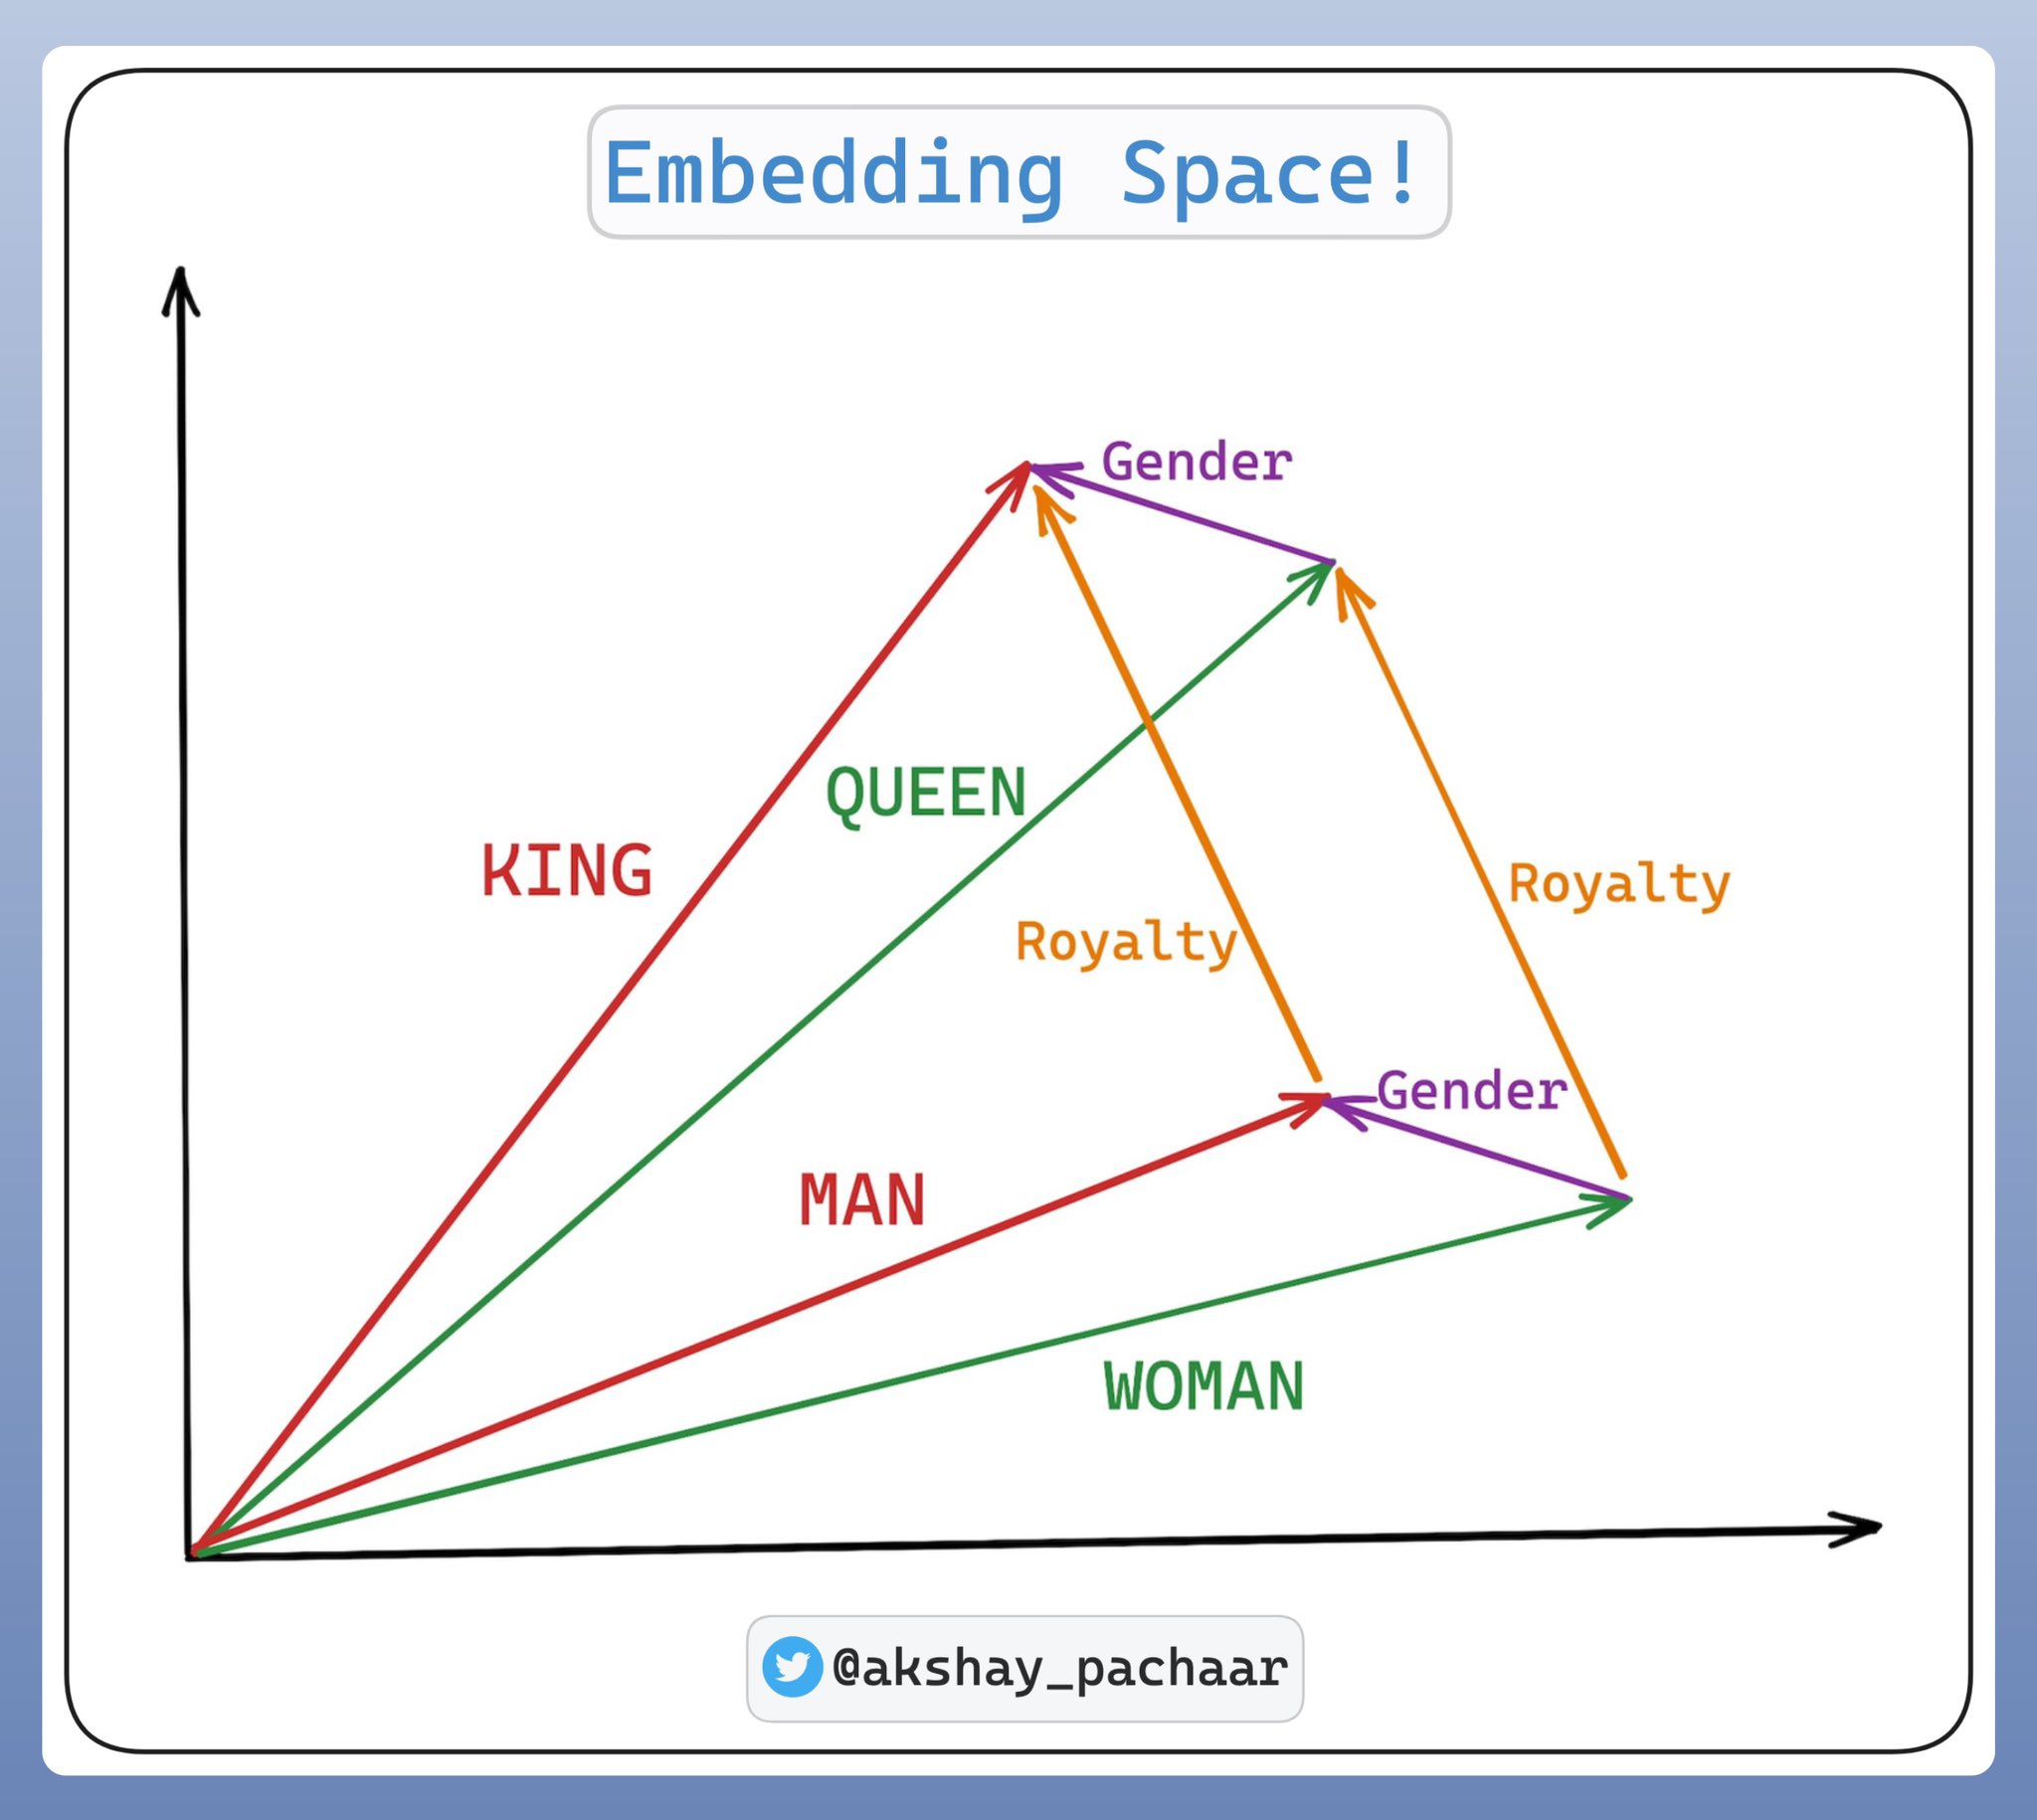 Embedding Space!
Gender
QUEEN
KING
Royalty
Royalty
Gender
MAN
WOMAN
@akshay_pachaar